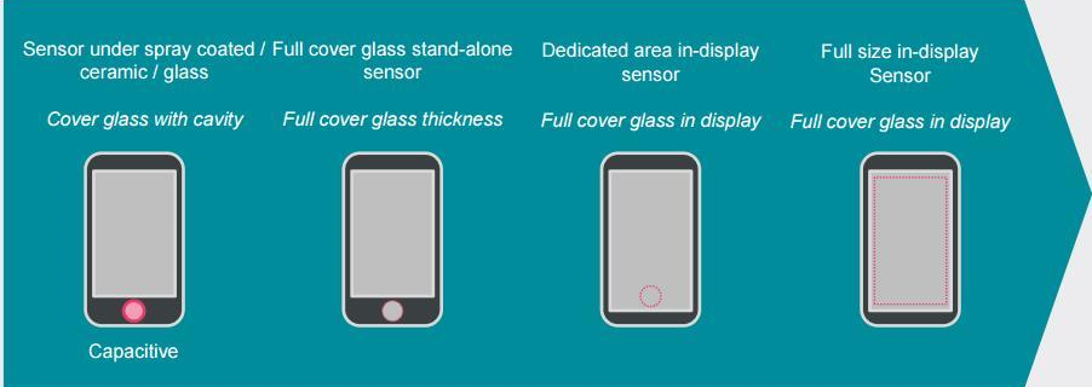 Sensor under spray coated /
ceramic / glass
Cover glass with cavity
Capacitive
Full cover glass stand-alone
sensor
Full cover glass thickness
Dedicated area in-display
sensor
Full cover glass in display
Full size in-display
Sensor
Full cover glass in display